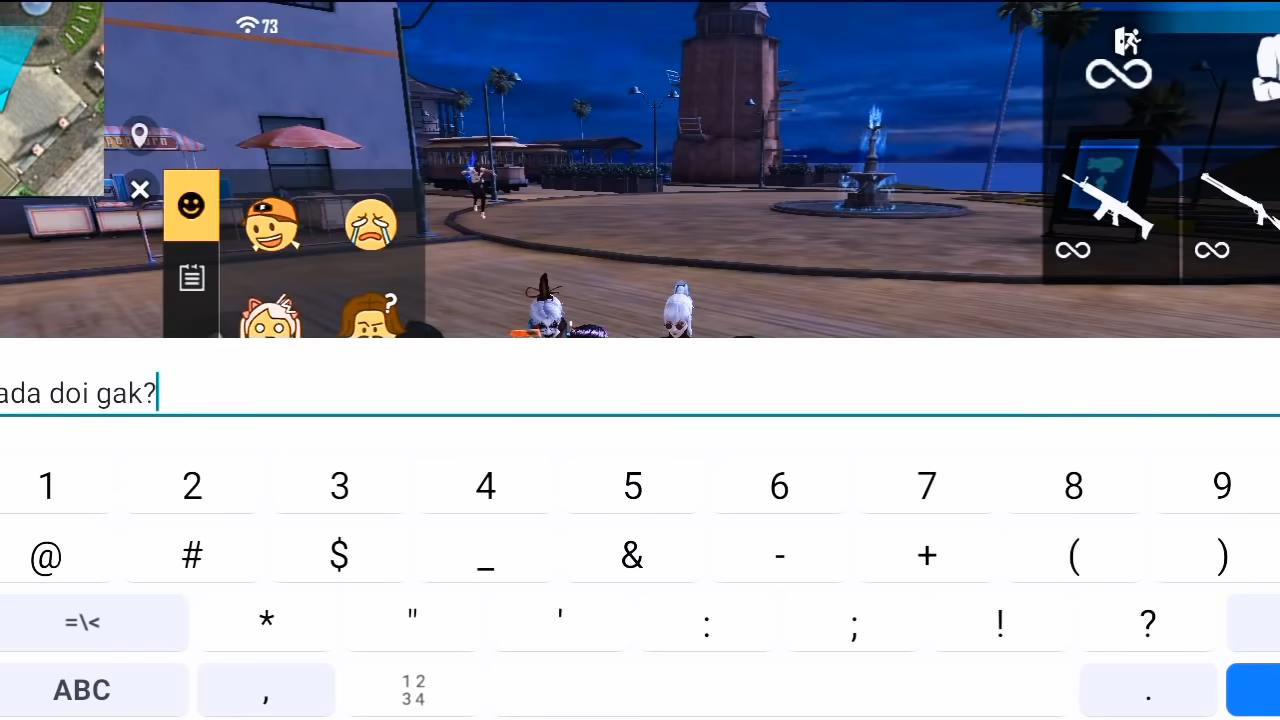 73
ada doi gak?
1 2 3 4 5 6 7 8 9
@ # $ _ & - + ( )
=\< * " ' : ; ! ?
ABC , 12 34 .